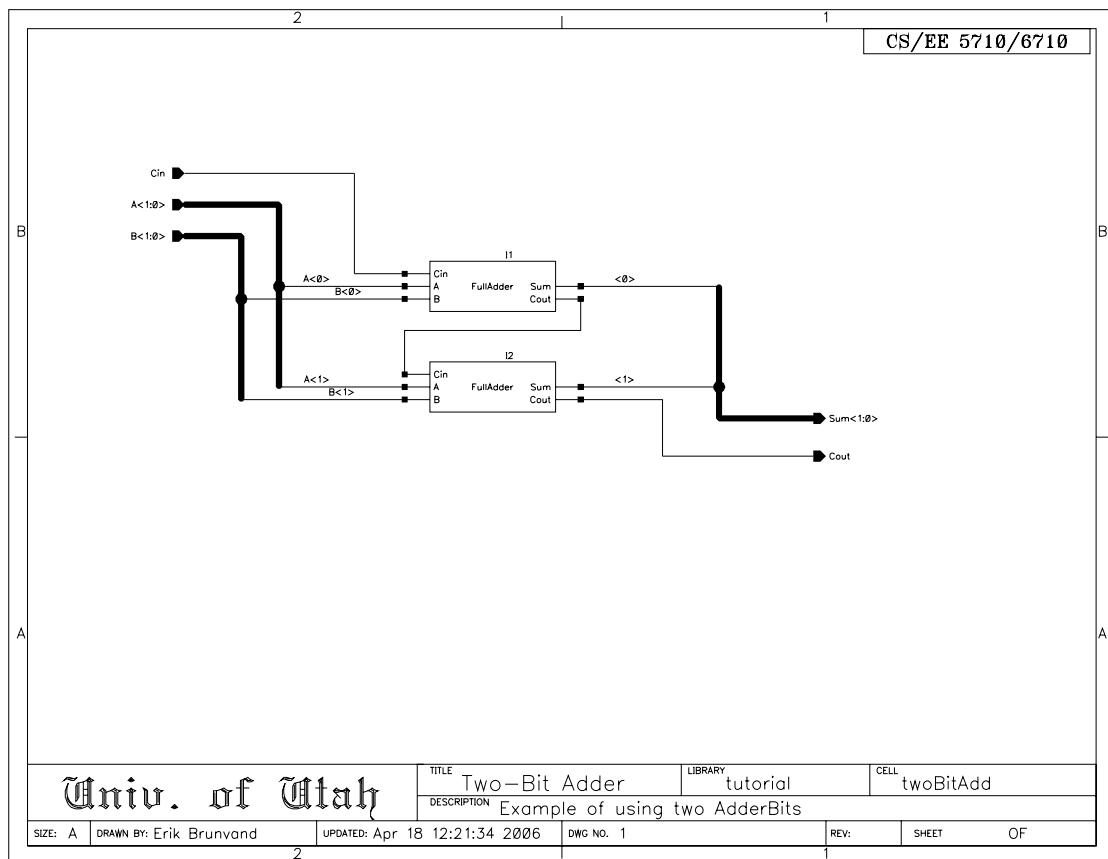 2 1
CS/EE 5710/6710
Cin
A<1:0>
B<1:0>
B B
I1
A<0>
B<0>
Cin
A FullAdder Sum
B Cout
<0>
I2
A<1>
B<1>
Cin
A FullAdder Sum
B Cout
<1>
Sum<1:0>
Cout
A A
Univ. of Utah
TITLE Two-Bit Adder
LIBRARY tutorial
CELL twoBitAdd
DESCRIPTION Example of using two AdderBits
SIZE: A DRAWN BY: Erik Brunvand UPDATED: Apr 18 12:21:34 2006 DWG NO. 1 REV: SHEET OF
2 1